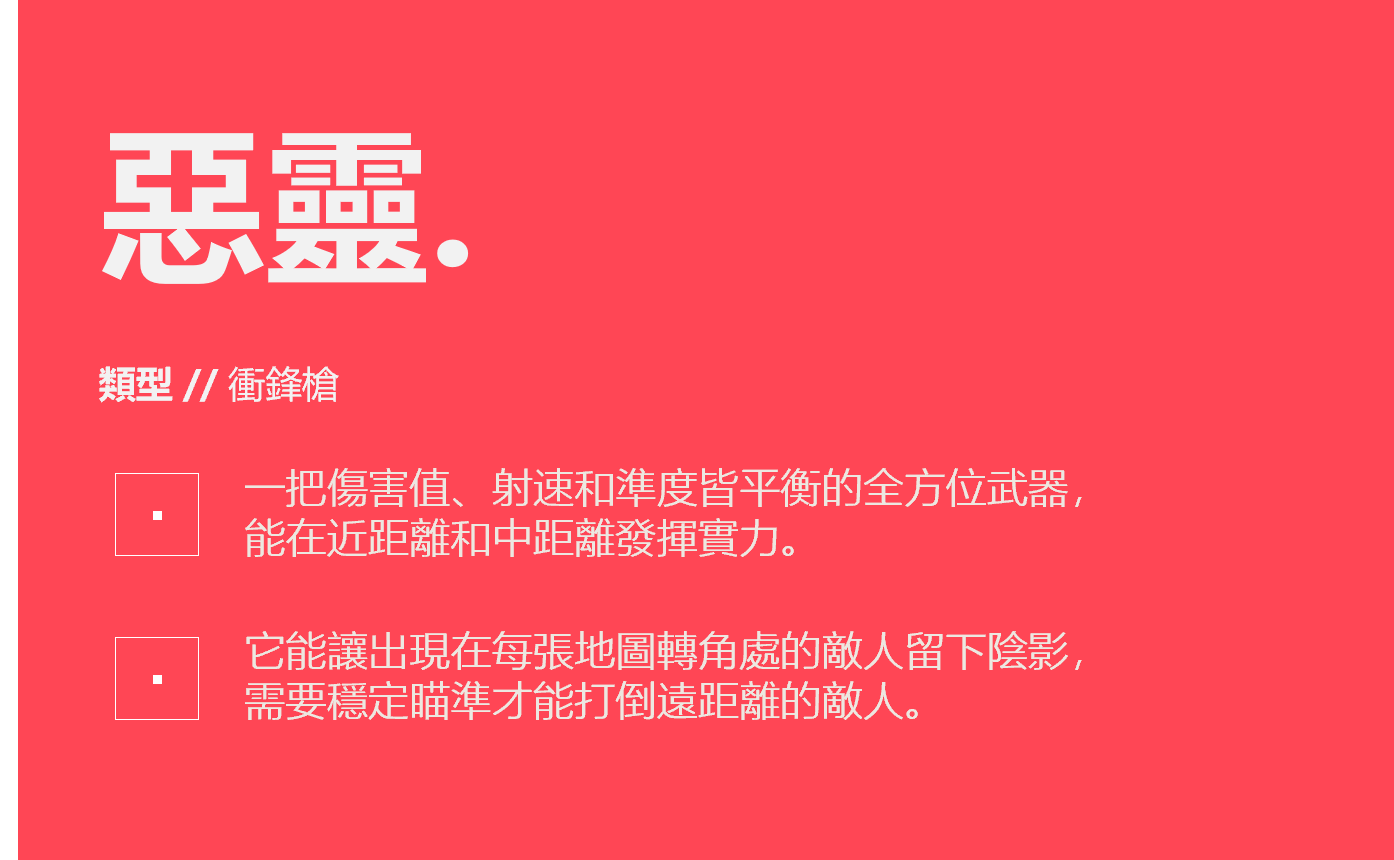 惡靈.
類型 // 衝鋒槍
一把傷害值、射速和準度皆平衡的全方位武器,
能在近距離和中距離發揮實力。
它能讓出現在每張地圖轉角處的敵人留下陰影,
需要穩定瞄準才能打倒遠距離的敵人。